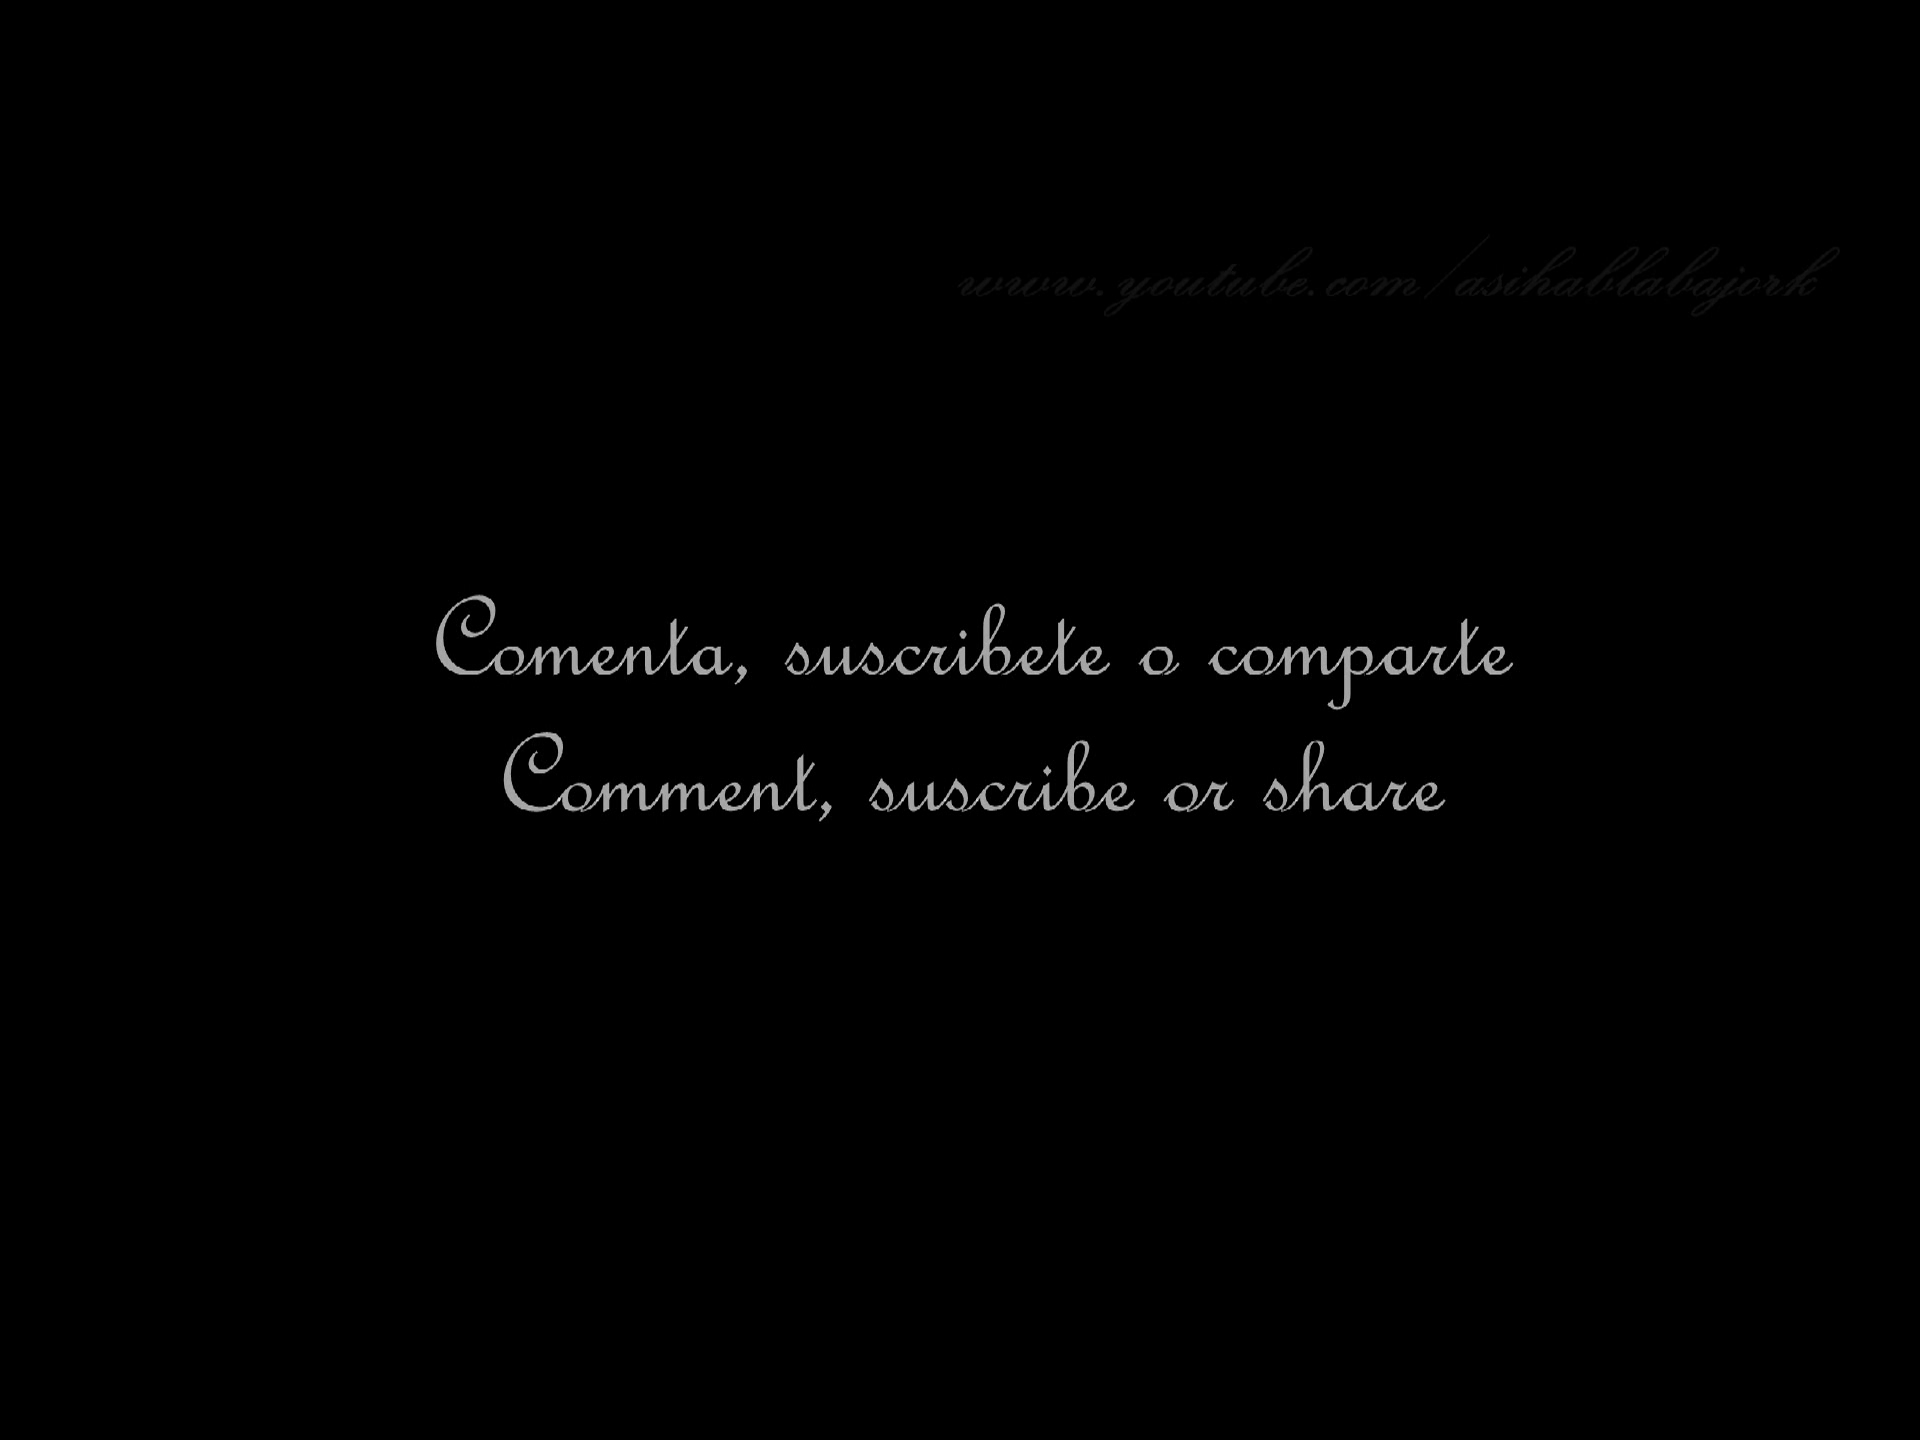 www.youtube.com/asihablabajork
Comenta, suscribete o comparte
Comment, suscribe or share